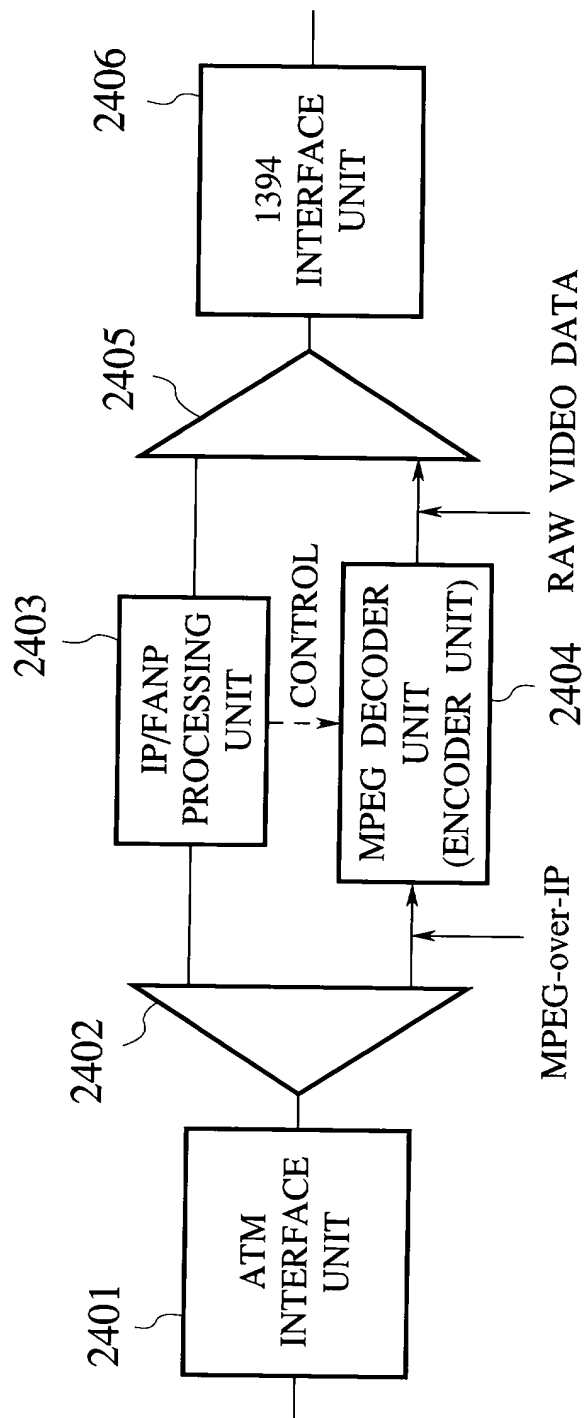 2401
ATM
INTERFACE
UNIT
2402
2403
IP/FANP
PROCESSING
UNIT
CONTROL
MPEG DECODER
UNIT
(ENCODER UNIT)
2404
MPEG-over-IP
RAW VIDEO DATA
2405
2406
1394
INTERFACE
UNIT